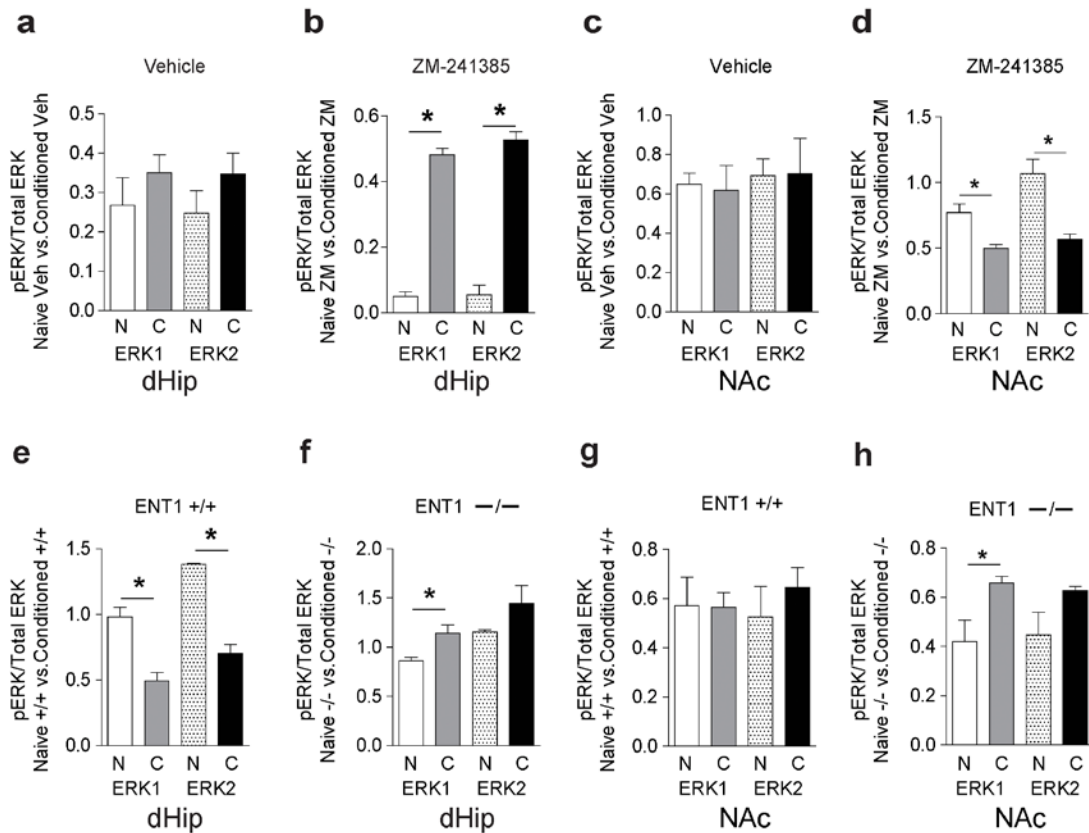 a
Vehicle
pERK/Total ERK
Naive Veh vs.Conditioned Veh
0.5
0.4
0.3
0.2
0.1
0.0
N C N C
ERK1 ERK2
dHip
b
ZM-241385
pERK/Total ERK
Naive ZM vs.Conditioned ZM
0.6
0.4
0.2
0.0
* *
N C N C
ERK1 ERK2
dHip
c
Vehicle
pERK/Total ERK
Naive Veh vs.Conditioned Veh
1.0
0.8
0.6
0.4
0.2
0.0
N C N C
ERK1 ERK2
NAc
d
ZM-241385
pERK/Total ERK
Naive ZM vs.Conditioned ZM
1.5
1.0
0.5
0.0
* *
N C N C
ERK1 ERK2
NAc
e
ENT1 +/+
pERK/Total ERK
Naive +/+ vs.Conditioned +/+
1.5
1.0
0.5
0.0
* *
N C N C
ERK1 ERK2
dHip
f
ENT1 —/—
pERK/Total ERK
Naive -/- vs.Conditioned -/-
2.0
1.5
1.0
0.5
0.0
*
N C N C
ERK1 ERK2
dHip
g
ENT1 +/+
pERK/Total ERK
Naive +/+ vs.Conditioned +/+
0.8
0.6
0.4
0.2
0.0
N C N C
ERK1 ERK2
NAc
h
ENT1 —/—
pERK/Total ERK
Naive -/- vs.Conditioned -/-
0.8
0.6
0.4
0.2
0.0
*
N C N C
ERK1 ERK2
NAc